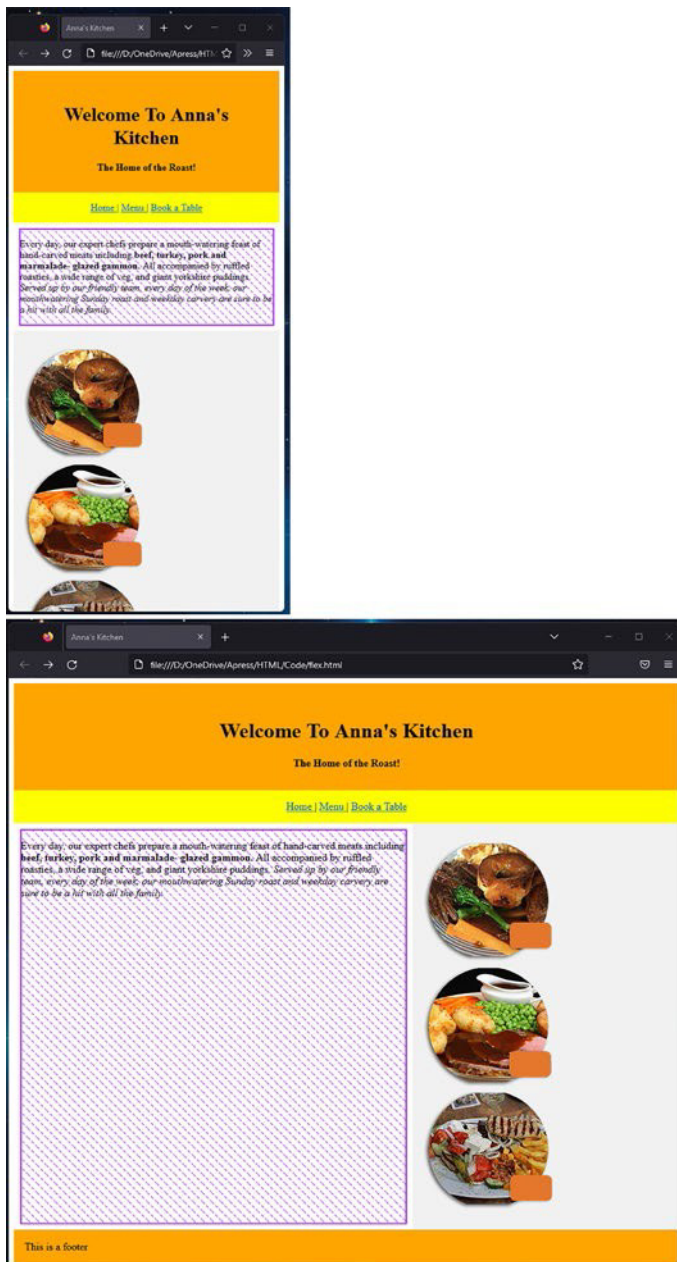 Anna's Kitchen
file:///D:/OneDrive/Apress/HTM
Welcome To Anna's
Kitchen
The Home of the Roast!
Home | Menu | Book a Table
Every day, our expert chefs prepare a mouth-watering feast of
hand-carved meats including beef, turkey, pork and
marmalade- glazed gammon. All accompanied by ruffled
roasties, a wide range of veg, and giant yorkshire puddings.
Served up by our friendly team, every day of the week, our
mouthwatering Sunday roast and weekday carvery are sure to be
a hit with all the family.
Anna's Kitchen
file:///D:/OneDrive/Apress/HTML/Code/flex.html
Welcome To Anna's Kitchen
The Home of the Roast!
Home | Menu | Book a Table
Every day, our expert chefs prepare a mouth-watering feast of hand-carved meats including
beef, turkey, pork and marmalade- glazed gammon. All accompanied by ruffled
roasties, a wide range of veg, and giant yorkshire puddings. Served up by our friendly
team, every day of the week, our mouthwatering Sunday roast and weekday carvery are
sure to be a hit with all the family.
This is a footer